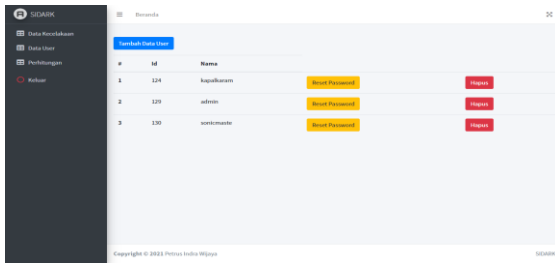 SIDARK
Beranda
Data Kecelakaan
Data User
Perhitungan
Keluar
Tambah Data User
# Id Nama
1 124 kapalkaram Reset Password Hapus
2 129 admin Reset Password Hapus
3 130 sonicmaste Reset Password Hapus
Copyright © 2021 Petrus Indra Wijaya
SIDARK